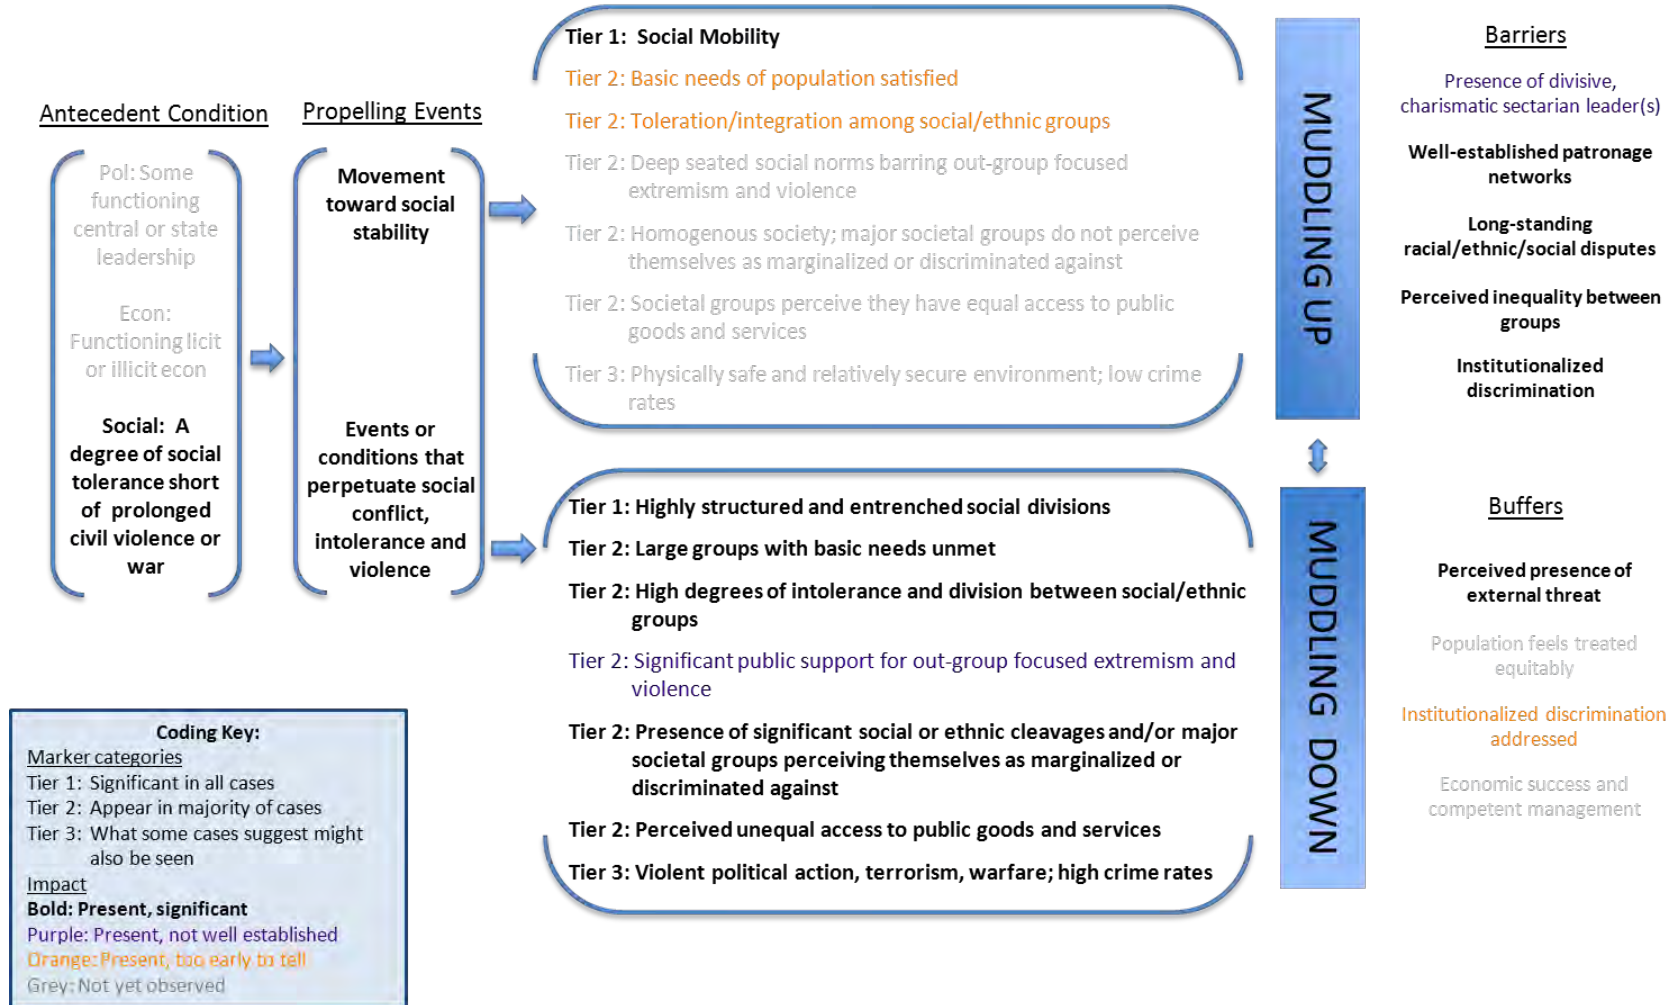 Antecedent Condition
Pol: Some
functioning
central or state
leadership
Econ:
Functioning licit
or illicit econ
Social: A
degree of social
tolerance short
of prolonged
civil violence or
war
Propelling Events
Movement
toward social
stability
Events or
conditions that
perpetuate social
conflict,
intolerance and
violence
Tier 1: Social Mobility
Tier 2: Basic needs of population satisfied
Tier 2: Toleration/integration among social/ethnic groups
Tier 2: Deep seated social norms barring out-group focused
extremism and violence
Tier 2: Homogenous society; major societal groups do not perceive
themselves as marginalized or discriminated against
Tier 2: Societal groups perceive they have equal access to public
goods and services
Tier 3: Physically safe and relatively secure environment; low crime
rates
Tier 1: Highly structured and entrenched social divisions
Tier 2: Large groups with basic needs unmet
Tier 2: High degrees of intolerance and division between social/ethnic
groups
Tier 2: Significant public support for out-group focused extremism and
violence
Tier 2: Presence of significant social or ethnic cleavages and/or major
societal groups perceiving themselves as marginalized or
discriminated against
Tier 2: Perceived unequal access to public goods and services
Tier 3: Violent political action, terrorism, warfare; high crime rates
MUDDLING UP
MUDDLING DOWN
Barriers
Presence of divisive,
charismatic sectarian leader(s)
Well-established patronage
networks
Long-standing
racial/ethnic/social disputes
Perceived inequality between
groups
Institutionalized
discrimination
Buffers
Perceived presence of
external threat
Population feels treated
equitably
Institutionalized discrimination
addressed
Economic success and
competent management
Coding Key:
Marker categories
Tier 1: Significant in all cases
Tier 2: Appear in majority of cases
Tier 3: What some cases suggest might
also be seen
Impact
Bold: Present, significant
Purple: Present, not well established
Orange: Present, too early to tell
Grey: Not yet observed